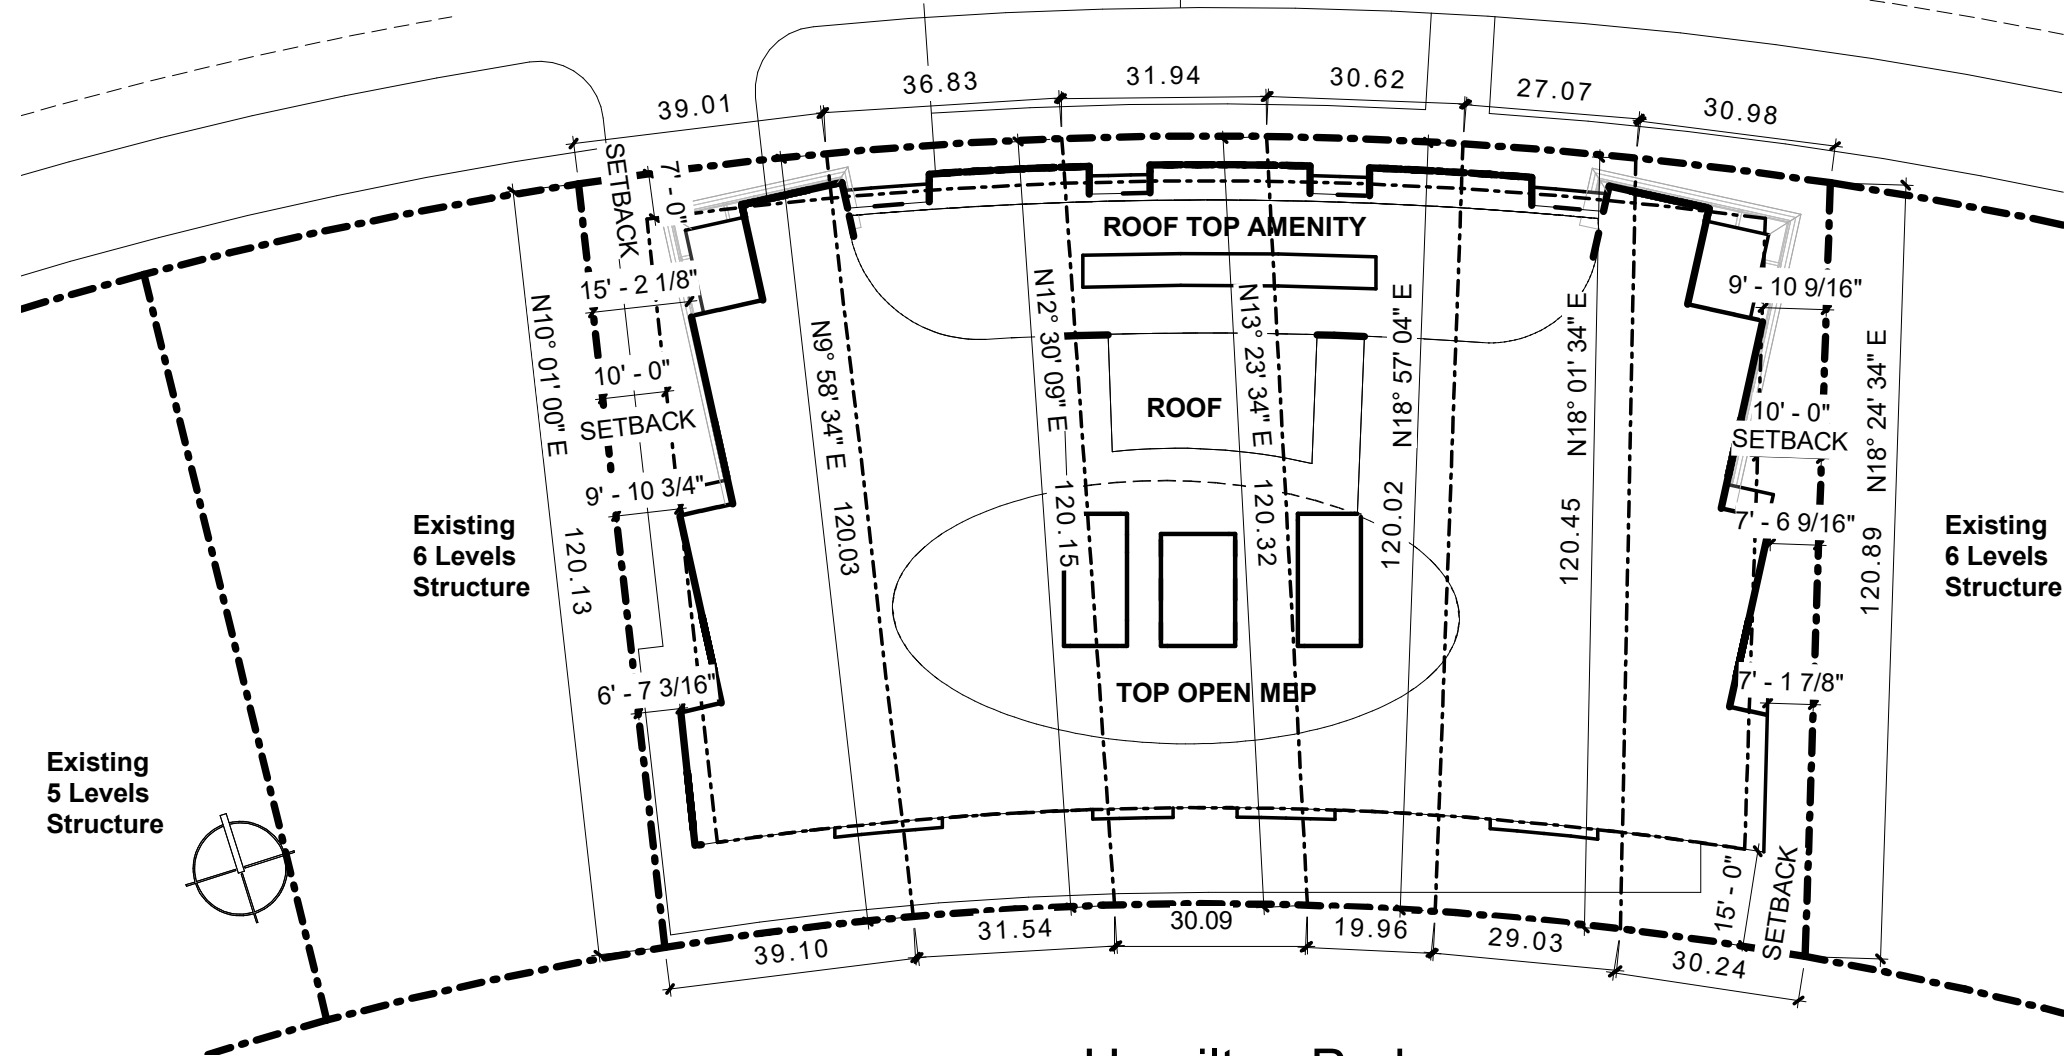 39.01
36.83
31.94
30.62
27.07
30.98
SETBACK
7' - 0"
ROOF TOP AMENITY
15' - 2 1/8"
9' - 10 9/16"
N10° 01' 00" E
120.13
N9° 58' 34" E
120.03
N12° 30' 09" E
120.15
N13° 23' 34" E
120.32
N18° 57' 04" E
120.02
N18° 01' 34" E
120.45
N18° 24' 34" E
120.89
10' - 0"
SETBACK
ROOF
10' - 0"
SETBACK
9' - 10 3/4"
7' - 6 9/16"
Existing
6 Levels
Structure
Existing
6 Levels
Structure
6' - 7 3/16"
TOP OPEN MEP
7' - 1 7/8"
Existing
5 Levels
Structure
15' - 0"
SETBACK
39.10
31.54
30.09
19.96
29.03
30.24